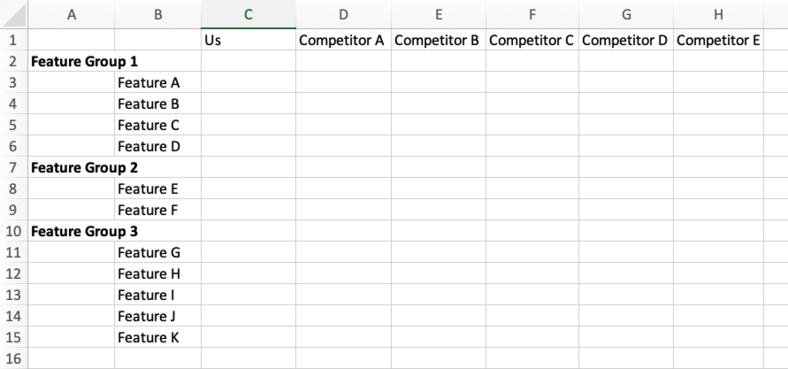 A B C D E F G H
1 Us Competitor A Competitor B Competitor C Competitor D Competitor E
2 Feature Group 1
3 Feature A
4 Feature B
5 Feature C
6 Feature D
7 Feature Group 2
8 Feature E
9 Feature F
10 Feature Group 3
11 Feature G
12 Feature H
13 Feature I
14 Feature J
15 Feature K
16